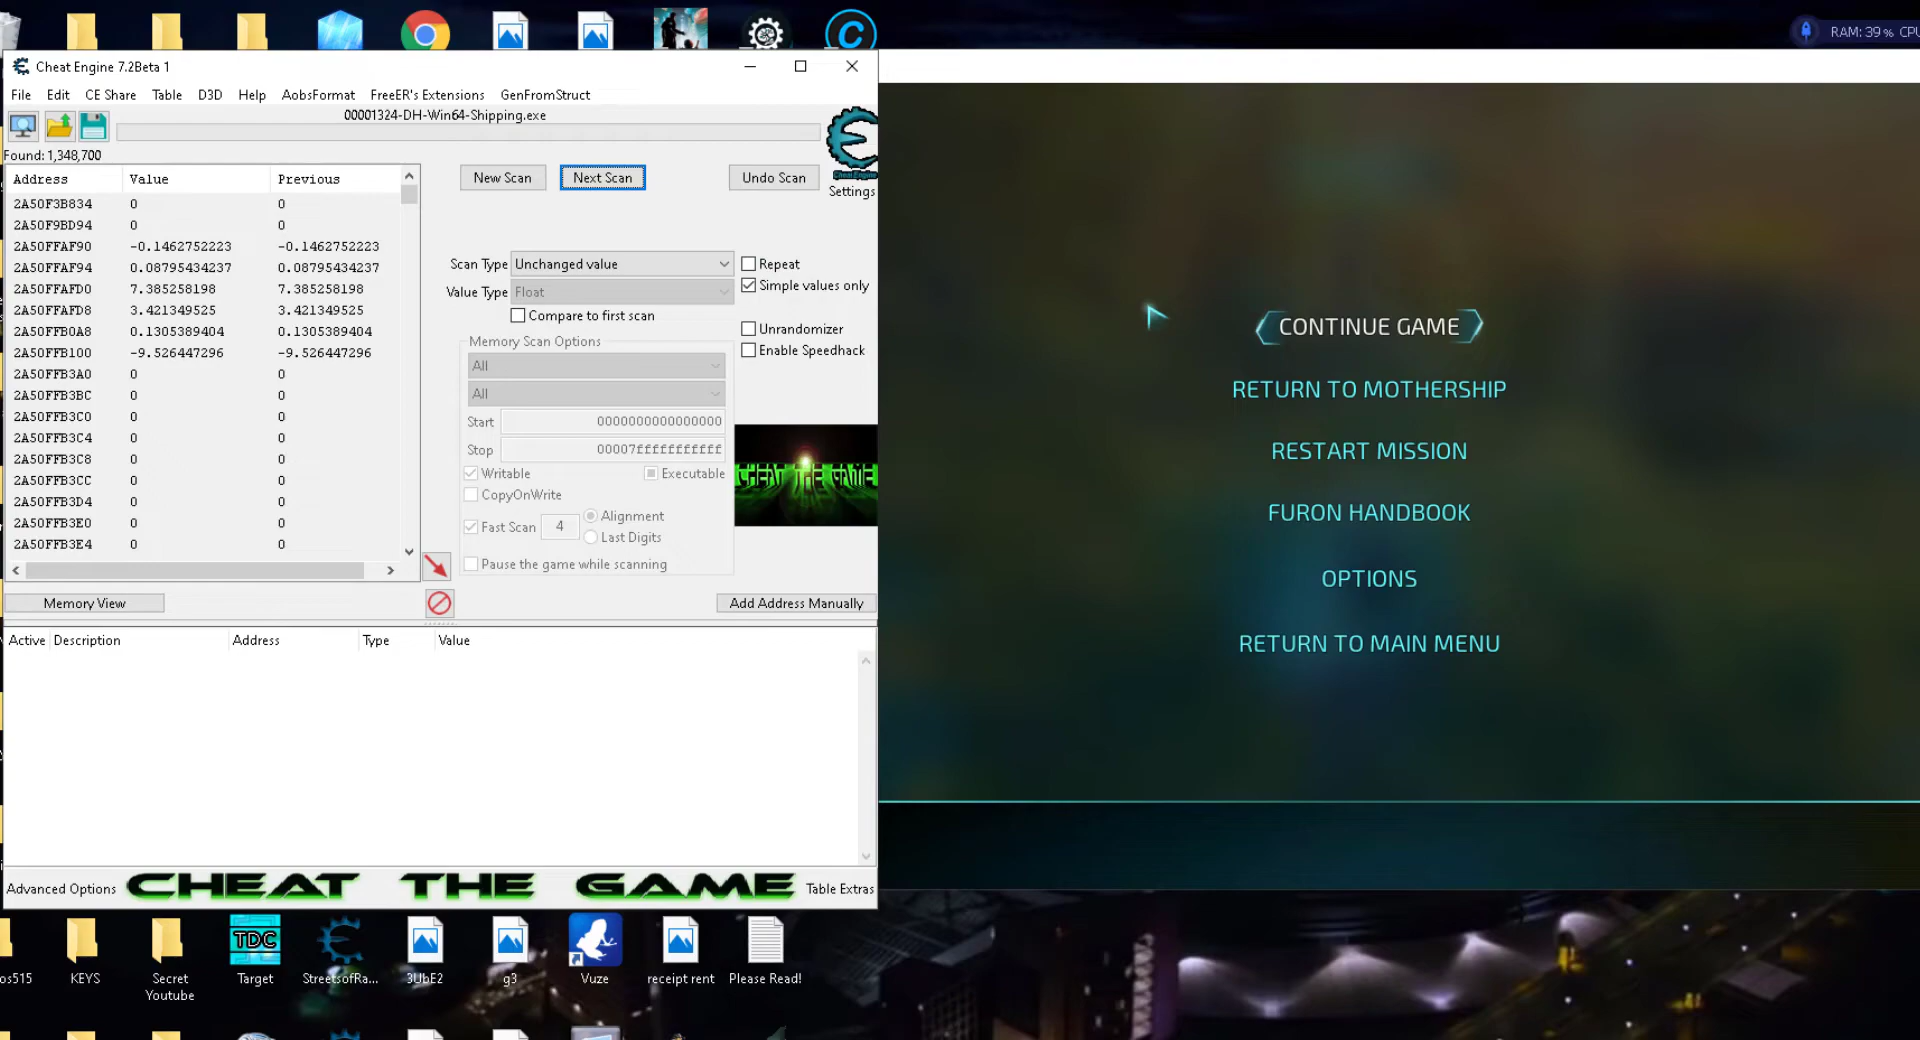 RAM: 39% CPU
Cheat Engine 7.2Beta 1
File Edit CE Share Table D3D Help AobsFormat FreeER's Extensions GenFromStruct
00001324-DH-Win64-Shipping.exe
Found: 1,348,700
Address Value Previous
2A50F3B834 0 0
2A50F9BD94 0 0
2A50FFAF90 -0.1462752223 -0.1462752223
2A50FFAF94 0.08795434237 0.08795434237
2A50FFAFD0 7.385258198 7.385258198
2A50FFAFD8 3.421349525 3.421349525
2A50FFB0A8 0.1305389404 0.1305389404
2A50FFB100 -9.526447296 -9.526447296
2A50FFB3A0 0 0
2A50FFB3BC 0 0
2A50FFB3C0 0 0
2A50FFB3C4 0 0
2A50FFB3C8 0 0
2A50FFB3CC 0 0
2A50FFB3D4 0 0
2A50FFB3E0 0 0
2A50FFB3E4 0 0
New Scan Next Scan Undo Scan
Cheat Engine
Settings
Scan Type Unchanged value
Value Type Float
Compare to first scan
Repeat
Simple values only
Unrandomizer
Enable Speedhack
Memory Scan Options
All
All
Start 0000000000000000
Stop 00007fffffffffff
Writable Executable
CopyOnWrite
Fast Scan 4 Alignment
Last Digits
Pause the game while scanning
CHEAT THE GAME
Memory View
Add Address Manually
Active Description Address Type Value
Advanced Options CHEAT THE GAME Table Extras
CONTINUE GAME
RETURN TO MOTHERSHIP
RESTART MISSION
FURON HANDBOOK
OPTIONS
RETURN TO MAIN MENU
TDC
os515 KEYS Secret Youtube Target StreetsofRa... 3UbE2 g3 Vuze receipt rent Please Read!